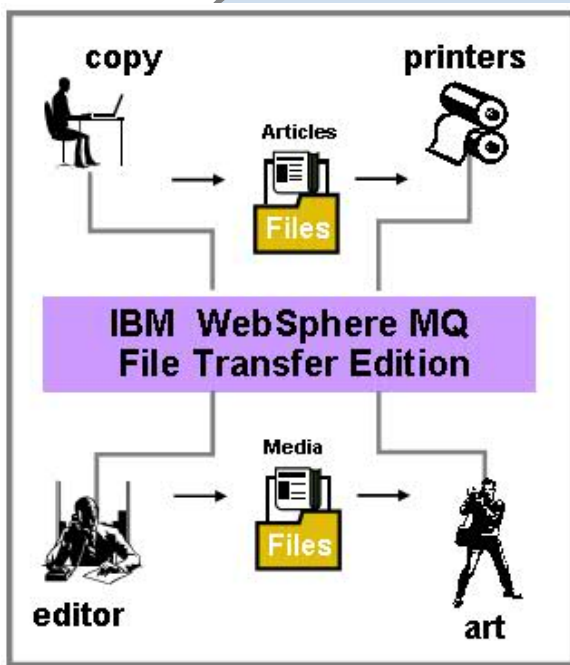 copy
printers
Articles
Files
IBM WebSphere MQ
File Transfer Edition
Media
Files
editor
art